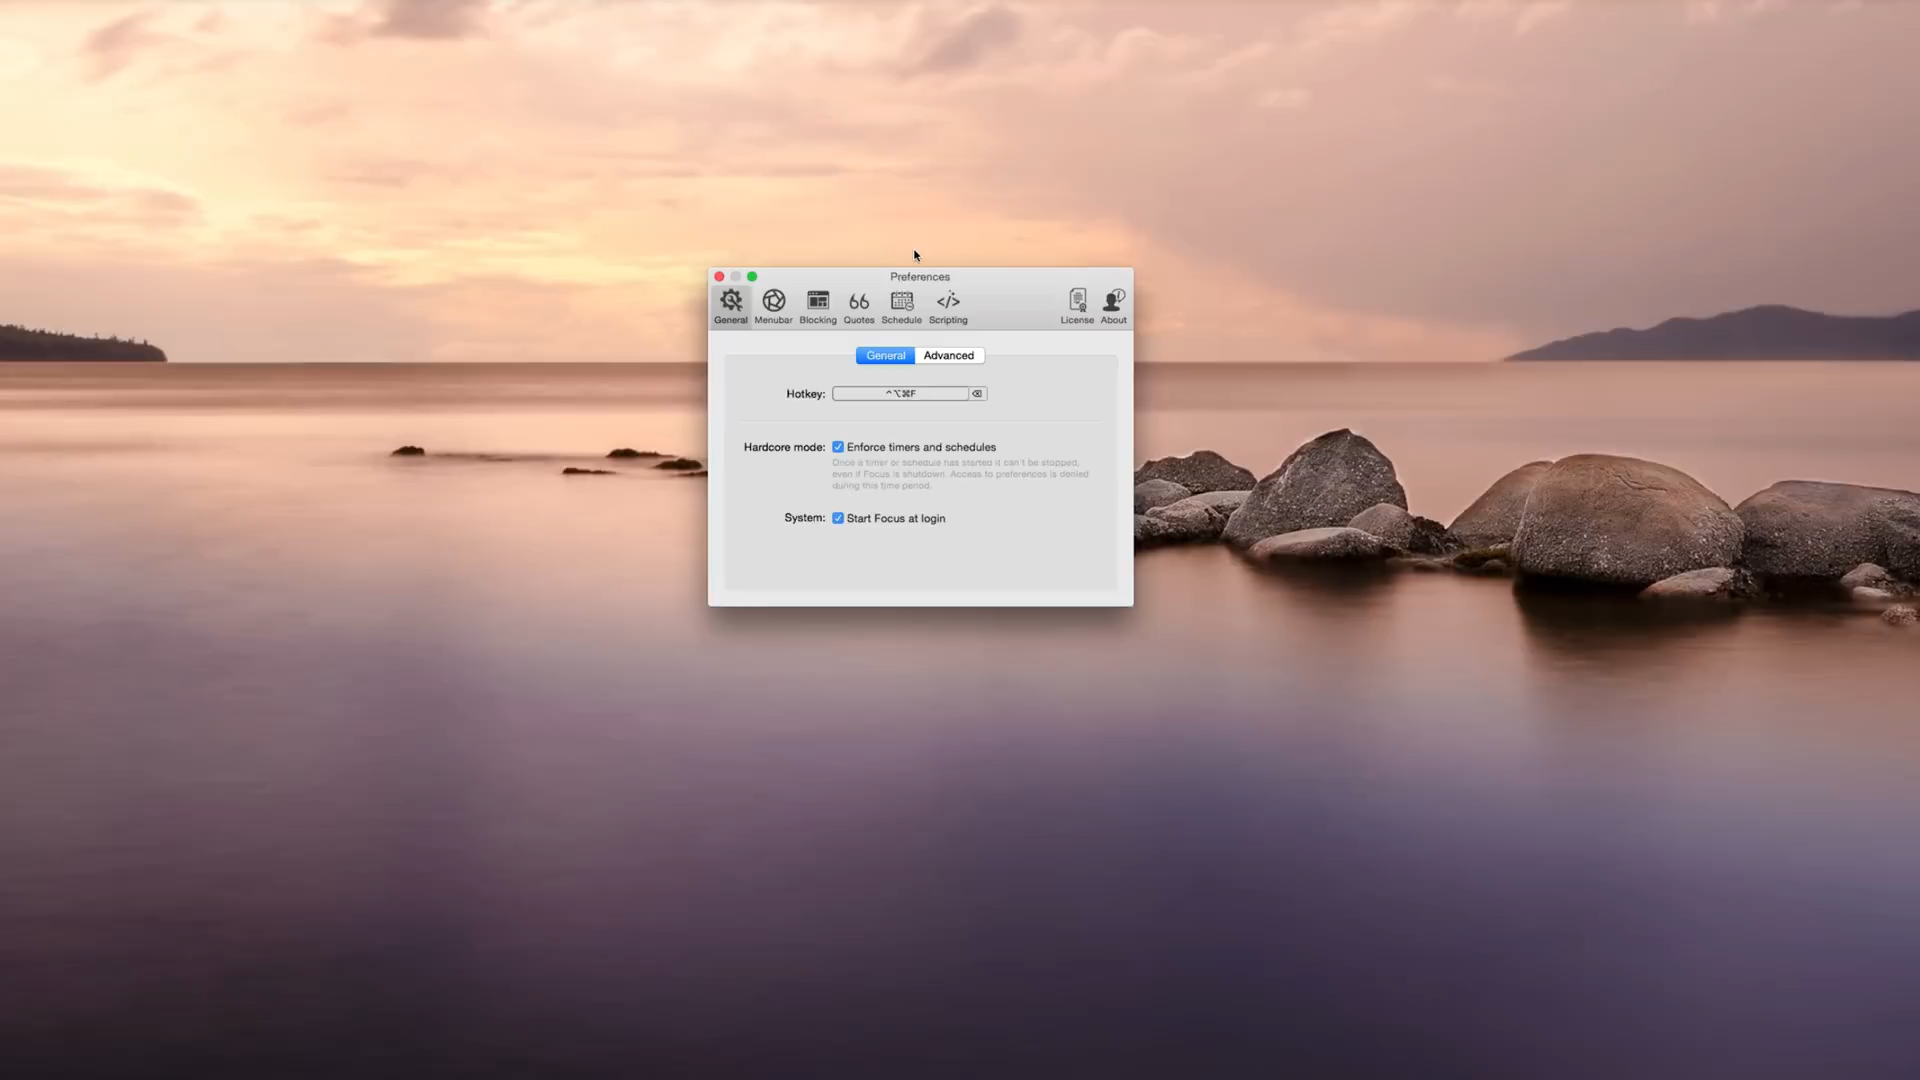 Preferences
General Menubar Blocking Quotes Schedule Scripting License About
General Advanced
Hotkey: ^⌥⌘F
Hardcore mode: Enforce timers and schedules
Once a timer or schedule has started it can't be stopped,
even if Focus is shutdown. Access to preferences is denied
during this time period.
System: Start Focus at login